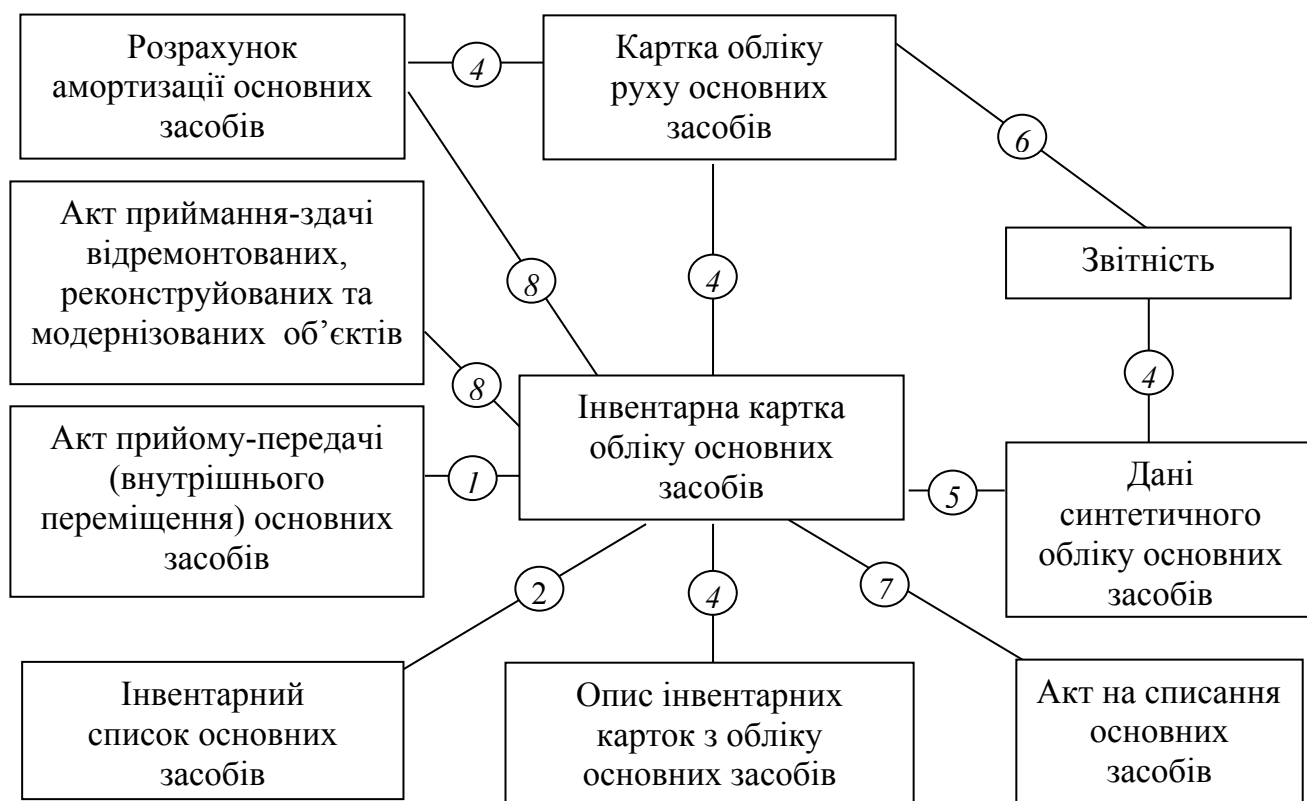 Розрахунок
амортизації основних
засобів
4
Картка обліку
руху основних
засобів
6
Акт приймання-здачі
відремонтованих,
реконструйованих та
модернізованих об’єктів
8
4
Звітність
8
4
Акт прийому-передачі
(внутрішнього
переміщення) основних
засобів
1
Інвентарна картка
обліку основних
засобів
5
Дані
синтетичного
обліку основних
засобів
2
4
7
Інвентарний
список основних
засобів
Опис інвентарних
карток з обліку
основних засобів
Акт на списання
основних
засобів